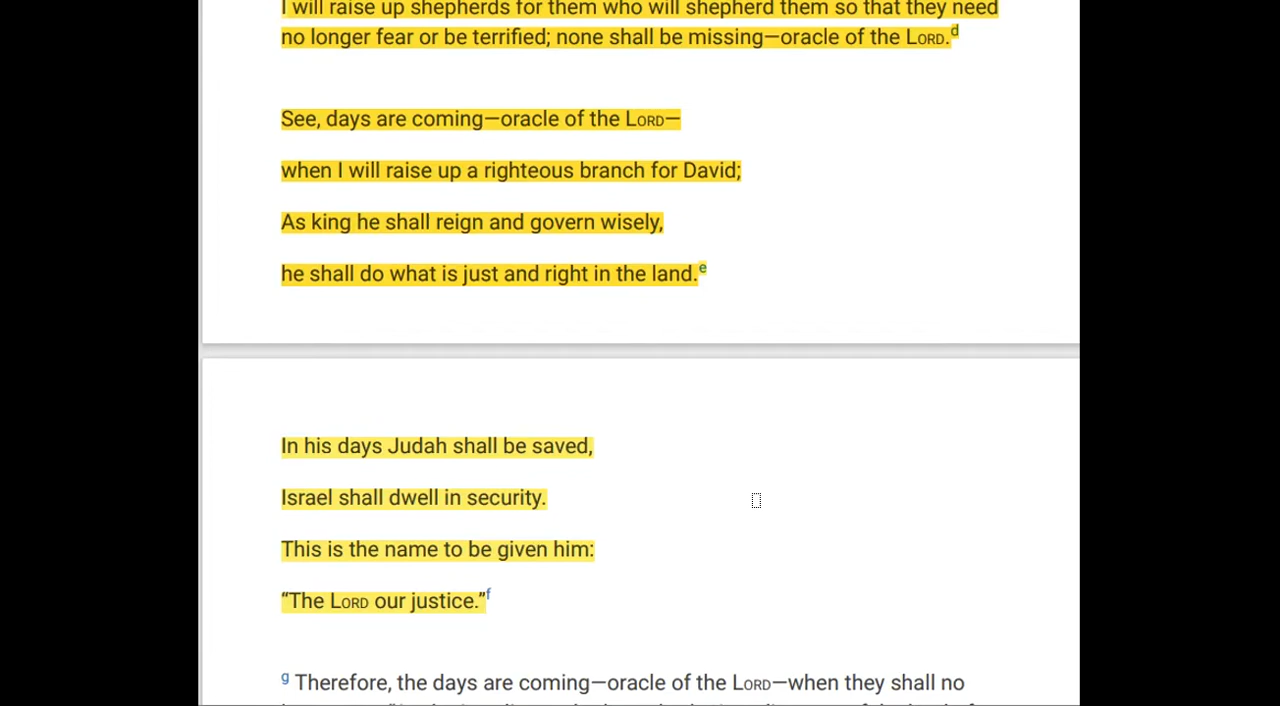 I will raise up shepherds for them who will shepherd them so that they need
no longer fear or be terrified; none shall be missing—oracle of the LORD.d
See, days are coming—oracle of the LORD—
when I will raise up a righteous branch for David;
As king he shall reign and govern wisely,
he shall do what is just and right in the land.e
In his days Judah shall be saved,
Israel shall dwell in security.
This is the name to be given him:
“The LORD our justice.”f
g Therefore, the days are coming—oracle of the LORD—when they shall no